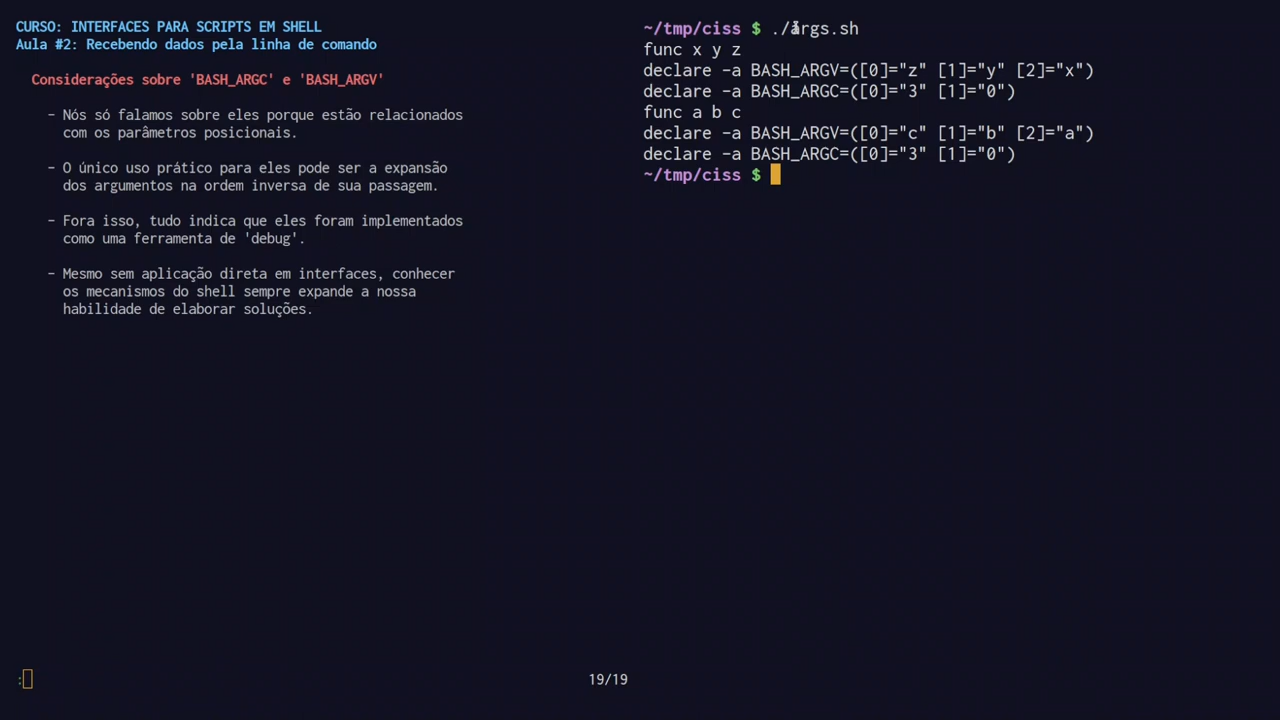 CURSO: INTERFACES PARA SCRIPTS EM SHELL
Aula #2: Recebendo dados pela linha de comando
Considerações sobre 'BASH_ARGC' e 'BASH_ARGV'
- Nós só falamos sobre eles porque estão relacionados
com os parâmetros posicionais.
- O único uso prático para eles pode ser a expansão
dos argumentos na ordem inversa de sua passagem.
- Fora isso, tudo indica que eles foram implementados
como uma ferramenta de 'debug'.
- Mesmo sem aplicação direta em interfaces, conhecer
os mecanismos do shell sempre expande a nossa
habilidade de elaborar soluções.
:
19/19
~/tmp/ciss $ ./args.sh
func x y z
declare -a BASH_ARGV=([0]="z" [1]="y" [2]="x")
declare -a BASH_ARGC=([0]="3" [1]="0")
func a b c
declare -a BASH_ARGV=([0]="c" [1]="b" [2]="a")
declare -a BASH_ARGC=([0]="3" [1]="0")
~/tmp/ciss $